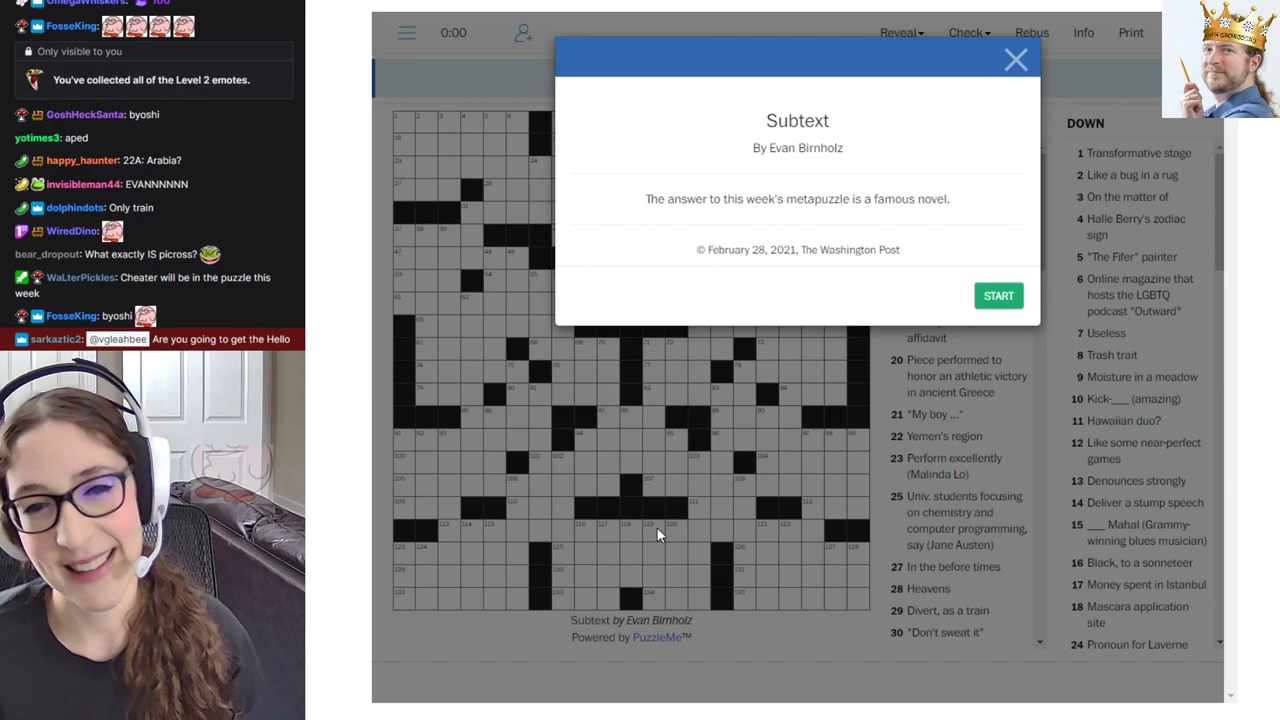 OmegaWhiskers: 100
FosseKing:
Only visible to you
You've collected all of the Level 2 emotes.
GoshHeckSanta: byoshi
yotimes3: aped
happy_haunter: 22A: Arabia?
invisibleman44: EVANNNNNN
dolphindots: Only train
WiredDino:
bear_dropout: What exactly IS picross?
WaLterPickles: Cheater will be in the puzzle this
week
FosseKing: byoshi
sarkaztic2: @vgleahbee Are you going to get the Hello
0:00
Reveal
Check
Rebus
Info
Print
Subtext
By Evan Birnholz
The answer to this week's metapuzzle is a famous novel.
© February 28, 2021, The Washington Post
START
affidavit
20 Piece performed to
honor an athletic victory
in ancient Greece
21 "My boy ..."
22 Yemen's region
23 Perform excellently
(Malinda Lo)
25 Univ. students focusing
on chemistry and
computer programming,
say (Jane Austen)
27 In the before times
28 Heavens
29 Divert, as a train
30 "Don't sweat it"
DOWN
1 Transformative stage
2 Like a bug in a rug
3 On the matter of
4 Halle Berry's zodiac
sign
5 "The Fifer" painter
6 Online magazine that
hosts the LGBTQ
podcast "Outward"
7 Useless
8 Trash trait
9 Moisture in a meadow
10 Kick-___ (amazing)
11 Hawaiian duo?
12 Like some near-perfect
games
13 Denounces strongly
14 Deliver a stump speech
15 ___ Mahal (Grammy-
winning blues musician)
16 Black, to a sonneteer
17 Money spent in Istanbul
18 Mascara application
site
24 Pronoun for Laverne
Subtext by Evan Birnholz
Powered by PuzzleMe™